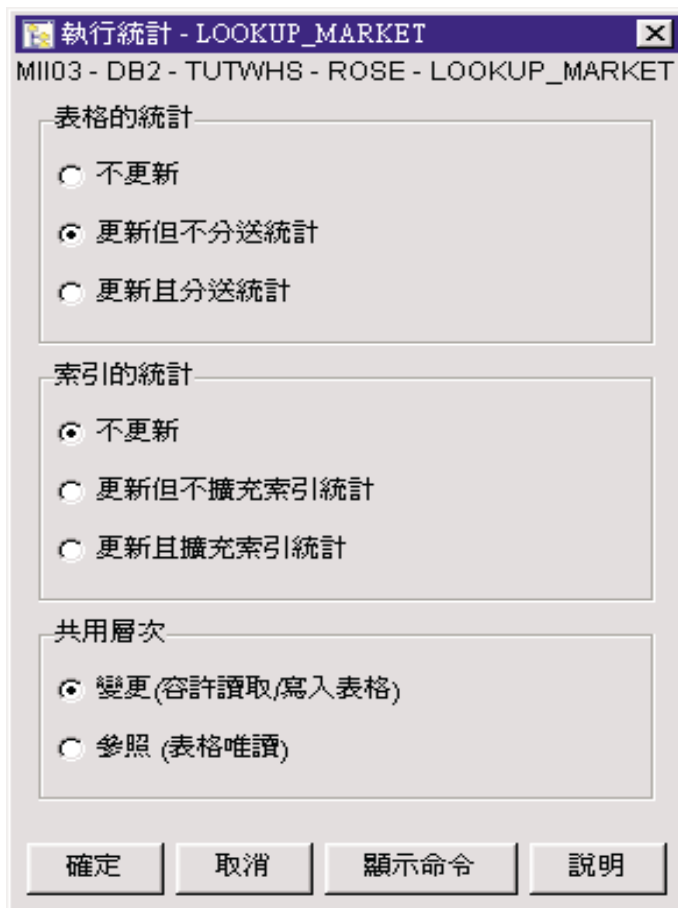 執行統計 - LOOKUP_MARKET
MII03 - DB2 - TUTWHS - ROSE - LOOKUP_MARKET
表格的統計
不更新
更新但不分送統計
更新且分送統計
索引的統計
不更新
更新但不擴充索引統計
更新且擴充索引統計
共用層次
變更(容許讀取/寫入表格)
參照 (表格唯讀)
確定 取消 顯示命令 說明